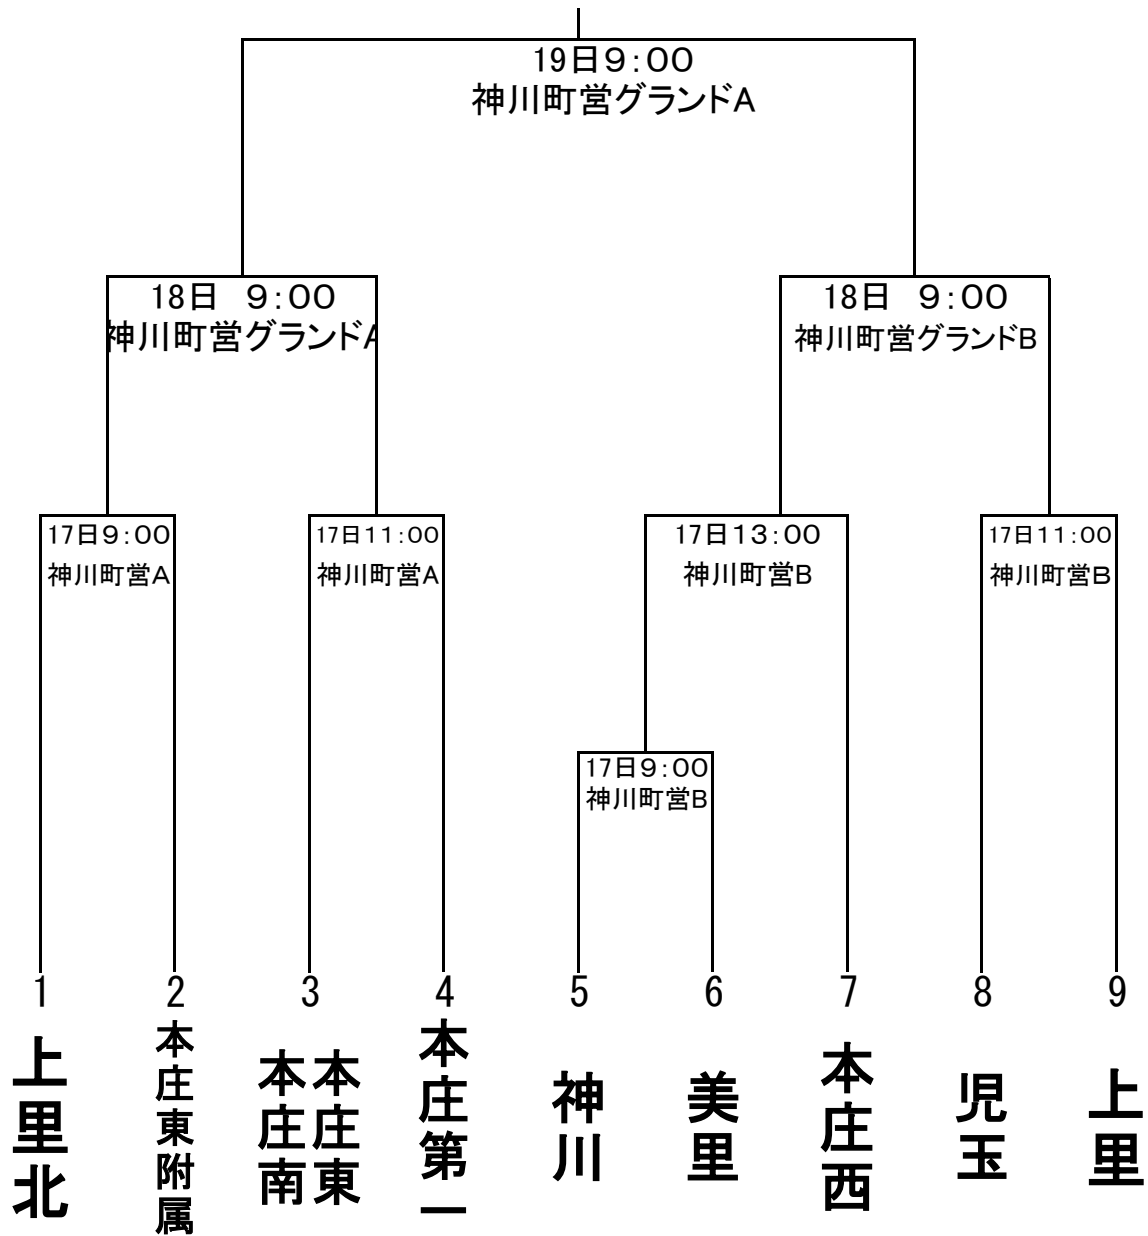 19日９：００
神川町営グランドA
18日　９：００
神川町営グランドA
18日　９：００
神川町営グランドB
17日９：００
神川町営A
17日１１：００
神川町営A
17日１３：００
神川町営B
17日１１：００
神川町営B
17日９：００
神川町営B
1
2
3
4
5
6
7
8
9
上里北
本庄東附属
本庄東
本庄南
本庄第一
神川
美里
本庄西
児玉
上里